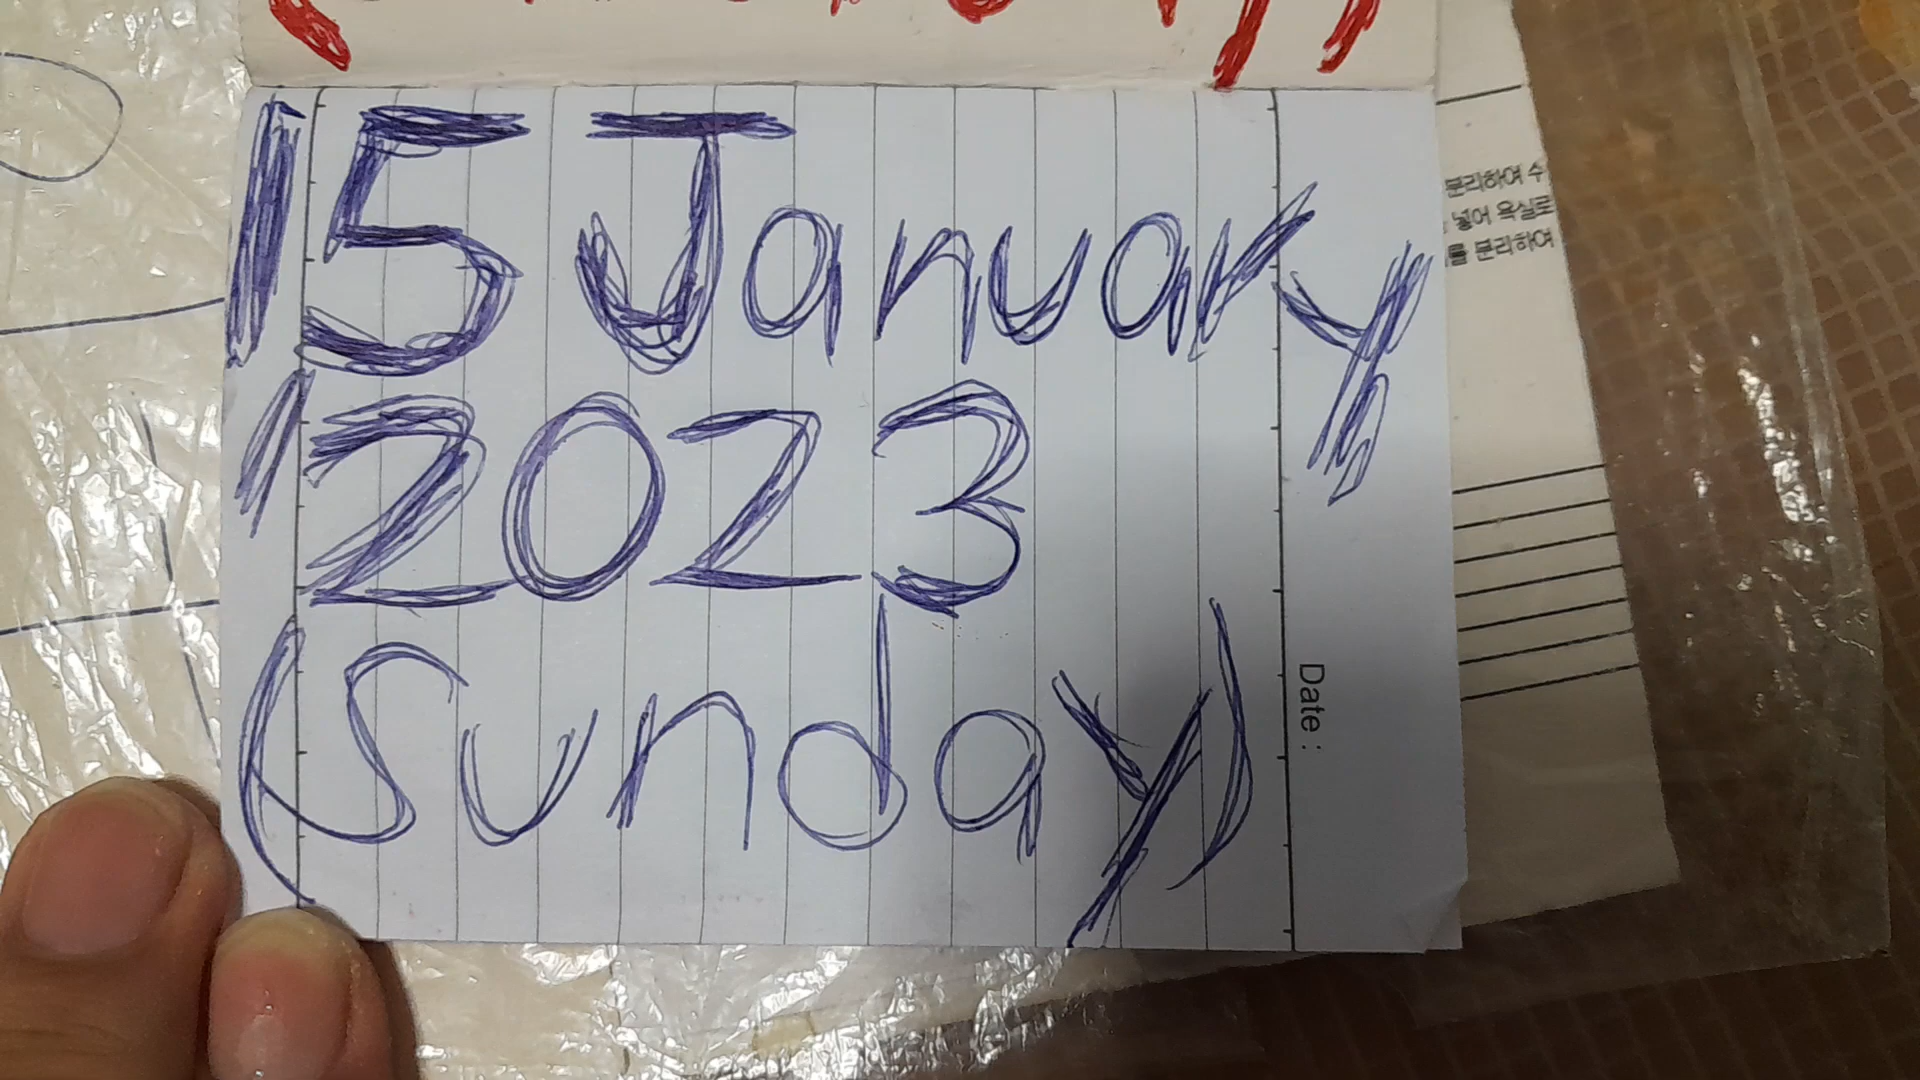 15 January
'2023
(Sunday)
Date :
분리하여 수
넣어 욕실로
를 분리하여